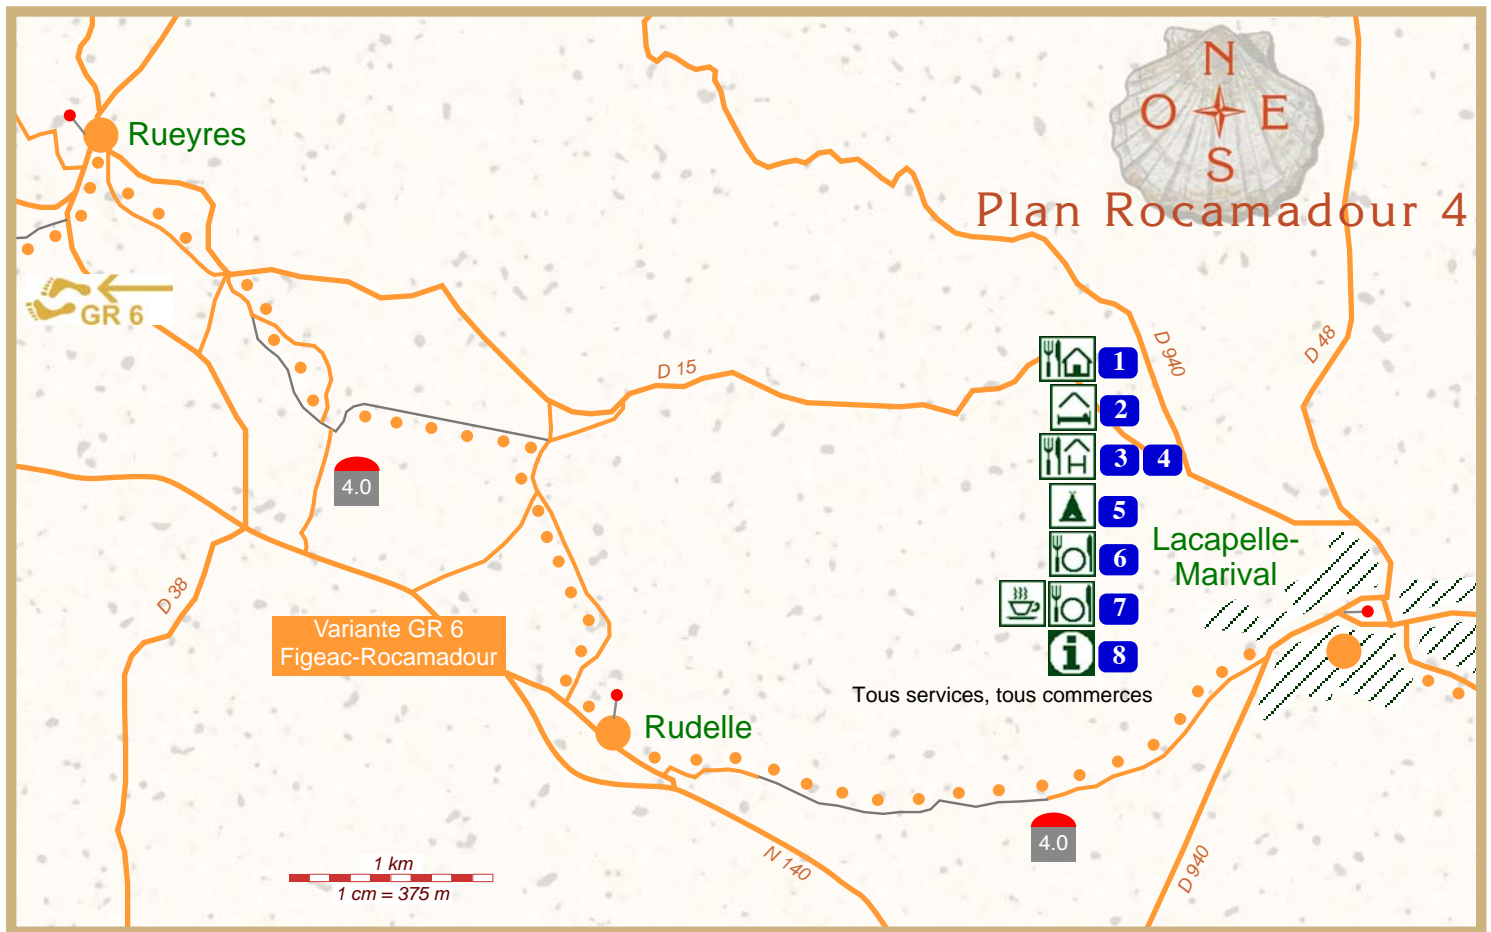 N
O E
S
Plan Rocamadour 4
Rueyres
GR 6
D 15
D 940
D 48
1
2
3 4
5
6
7
8
Lacapelle-
Marival
4.0
D 38
Variante GR 6
Figeac-Rocamadour
Tous services, tous commerces
Rudelle
4.0
N 140
D 940
1 km
1 cm = 375 m